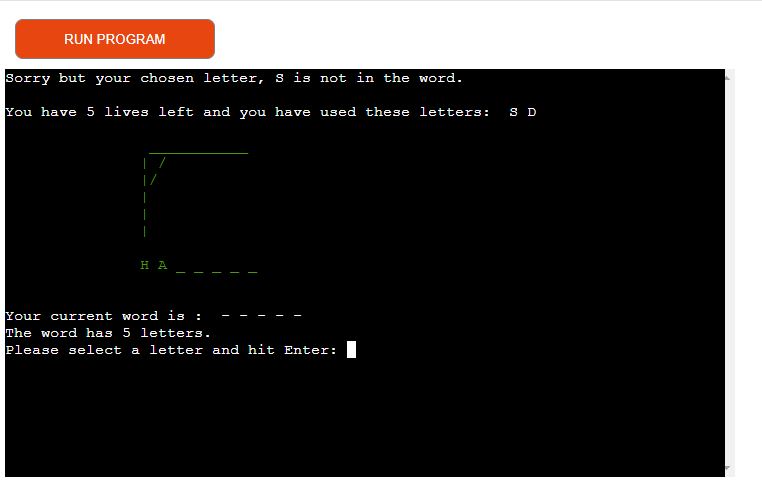 RUN PROGRAM
Sorry but your chosen letter, S is not in the word.
You have 5 lives left and you have used these letters:  S D
___________
| /
|/
|
|
|
H A _ _ _ _ _
Your current word is :  - - - - -
The word has 5 letters.
Please select a letter and hit Enter: